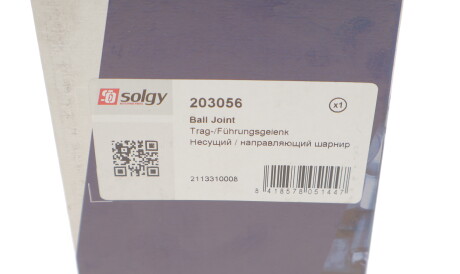 solgy
203056
x1
Ball Joint
Trag-/Führungsgelenk
Несущий / направляющий шарнир
2113310008
8 418578 051447